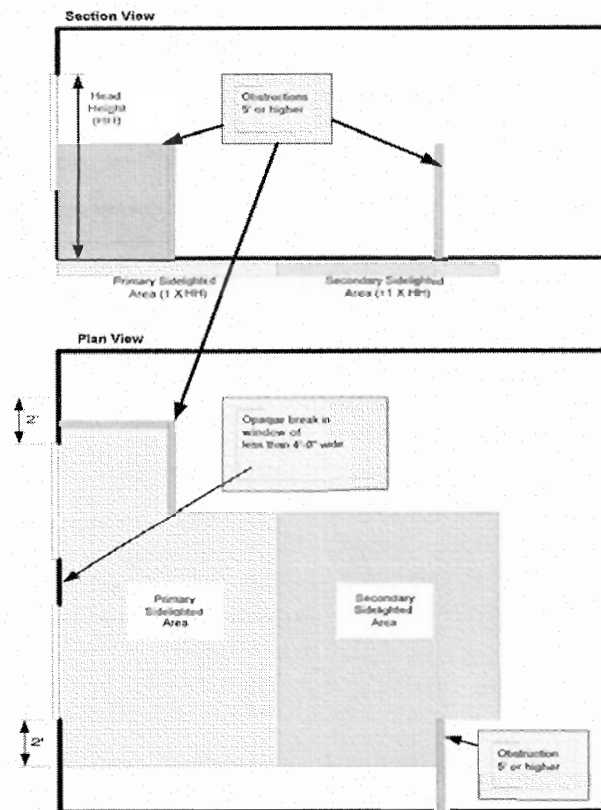 Section View
Head
Height
(HH)
Obstructions
5' or higher
Primary Sidelighted
Area (1 X HH)
Secondary Sidelighted
Area (+1 X HH)
Plan View
2'
Opaque break in
window of
less than 4'-0" wide
Primary
Sidelighted
Area
Secondary
Sidelighted
Area
2'
Obstruction
5' or higher